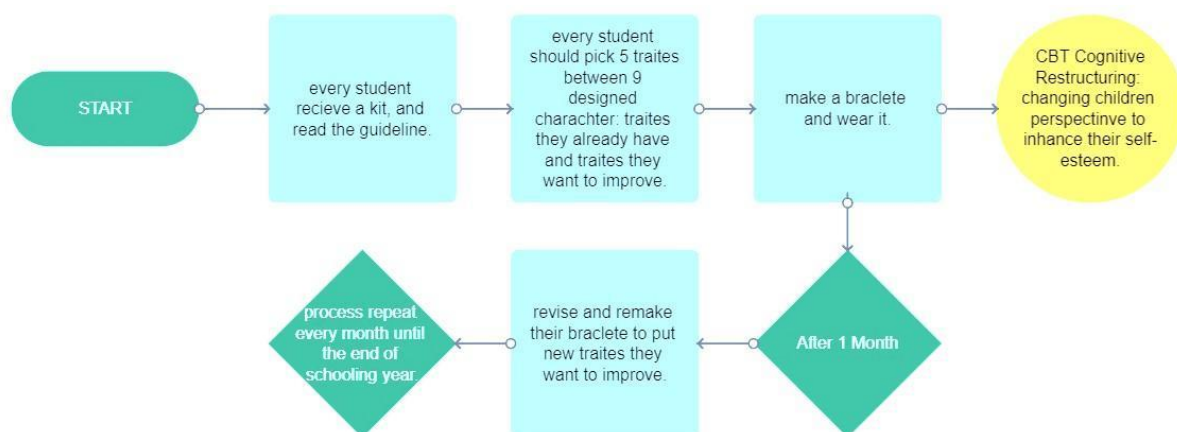 START
every student
recieve a kit, and
read the guideline.
every student
should pick 5 traites
between 9
designed
charachter: traites
they already have
and traites they
want to improve.
make a braclete
and wear it.
CBT Cognitive
Restructuring:
changing children
perspectinve to
inhance their self-
esteem.
After 1 Month
revise and remake
their braclete to put
new traites they
want to improve.
process repeat
every month until
the end of
schooling year.